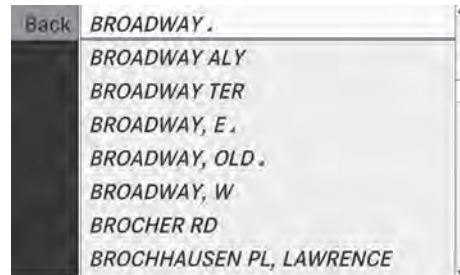 Back BROADWAY
BROADWAY ALY
BROADWAY TER
BROADWAY, E
BROADWAY, OLD
BROADWAY, W
BROCHER RD
BROCHHAUSEN PL, LAWRENCE